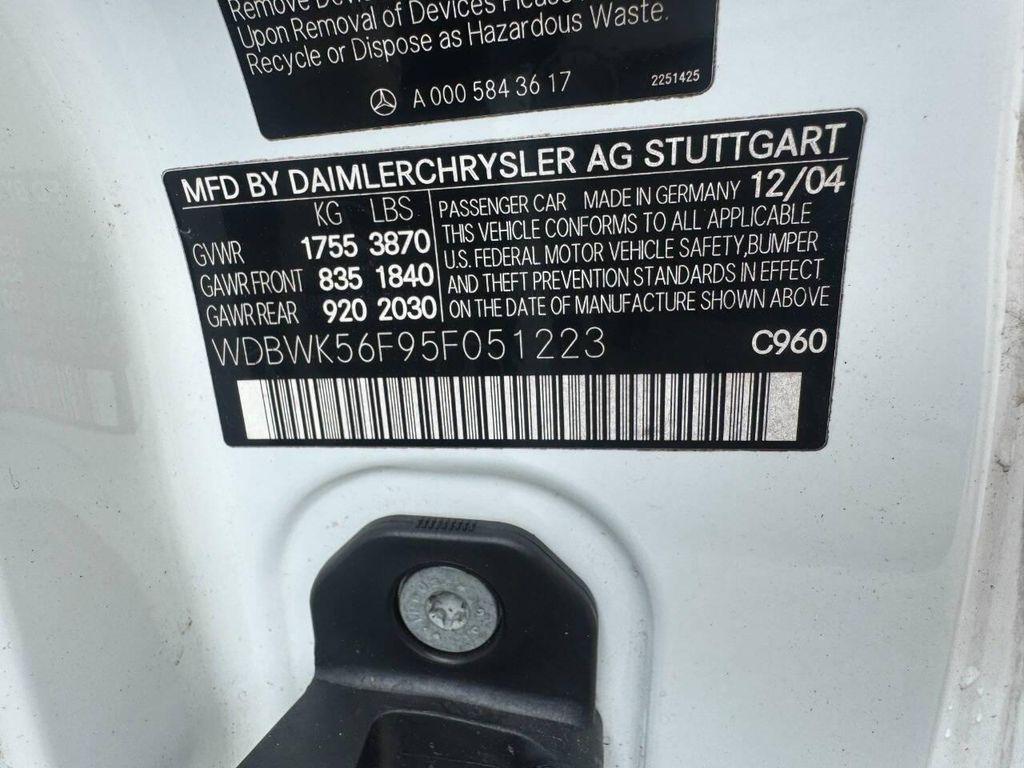 Remove
Upon Removal of Devices Please
Recycle or Dispose as Hazardous Waste.
A 000 584 36 17
2251425
MFD BY DAIMLERCHRYSLER AG STUTTGART
KG LBS
GVWR 1755 3870
GAWR FRONT 835 1840
GAWR REAR 920 2030
PASSENGER CAR MADE IN GERMANY 12/04
THIS VEHICLE CONFORMS TO ALL APPLICABLE
U.S. FEDERAL MOTOR VEHICLE SAFETY, BUMPER
AND THEFT PREVENTION STANDARDS IN EFFECT
ON THE DATE OF MANUFACTURE SHOWN ABOVE
WDBWK56F95F051223
C960